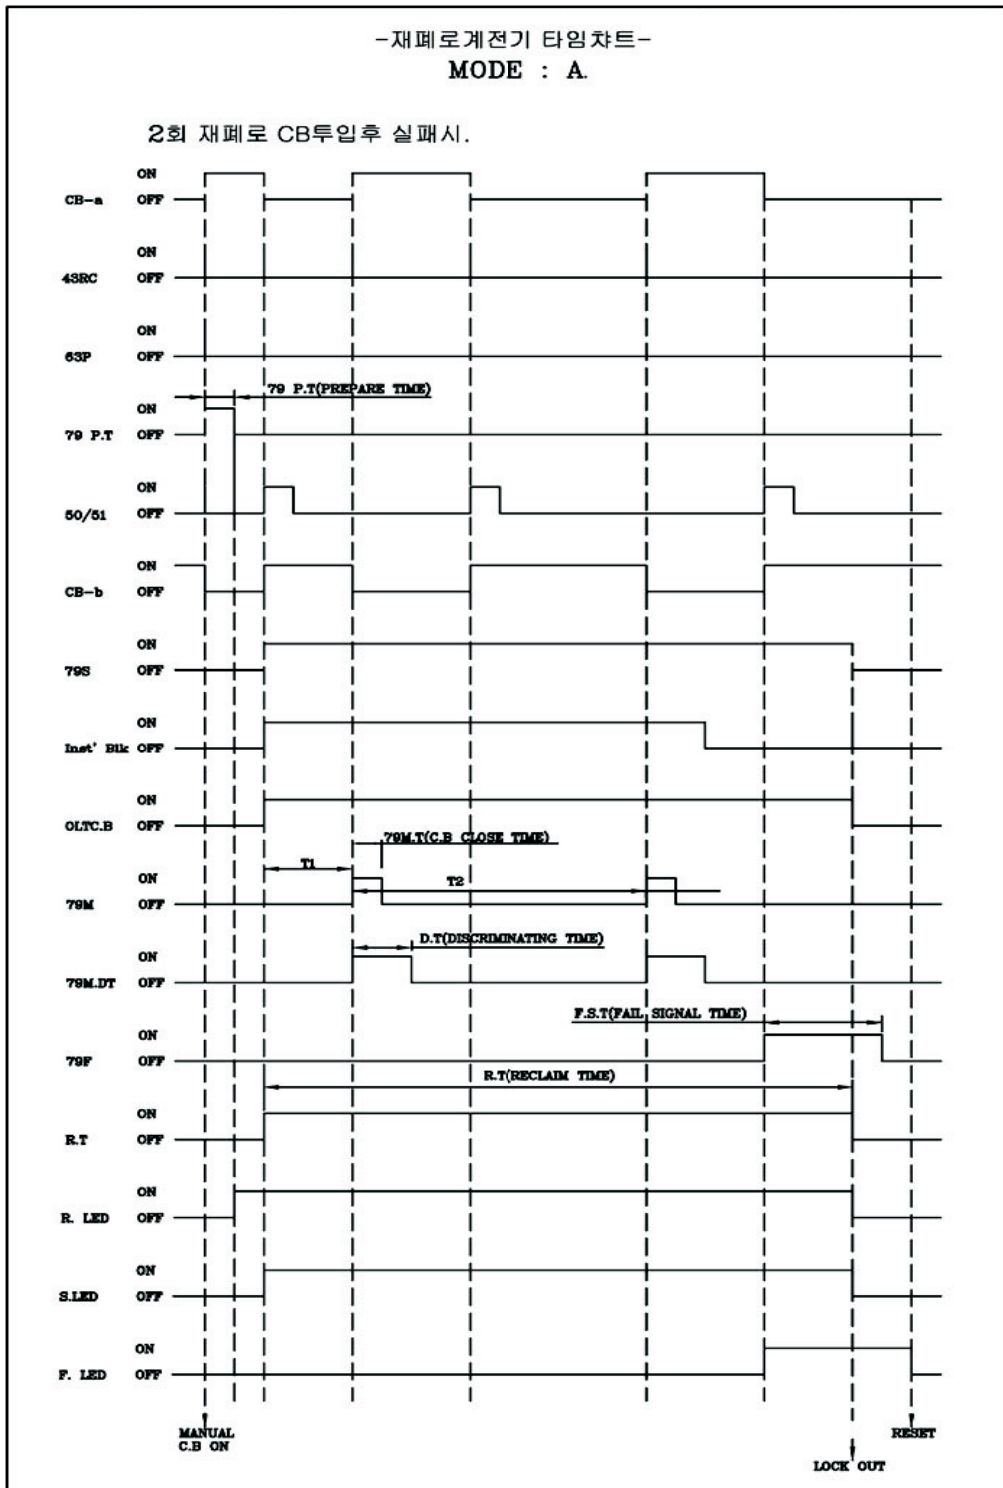 -재폐로계전기 타임챠트-
MODE : A.
2회 재폐로 CB투입후 실패시.
ON
CB-a OFF
ON
43RC OFF
ON
63P OFF
79 P.T(PREPARE TIME)
ON
79 P.T OFF
ON
50/51 OFF
ON
CB-b OFF
ON
79S OFF
ON
Inst' Blk OFF
ON
OLTC.B OFF
79M.T(C.B CLOSE TIME)
T1
ON T2
79M OFF
D.T(DISCRIMINATING TIME)
ON
79M.DT OFF
F.S.T(FAIL SIGNAL TIME)
ON
79F OFF
R.T(RECLAIM TIME)
ON
R.T OFF
ON
R. LED OFF
ON
S.LED OFF
ON
F. LED OFF
MANUAL RESET
C.B ON
LOCK OUT